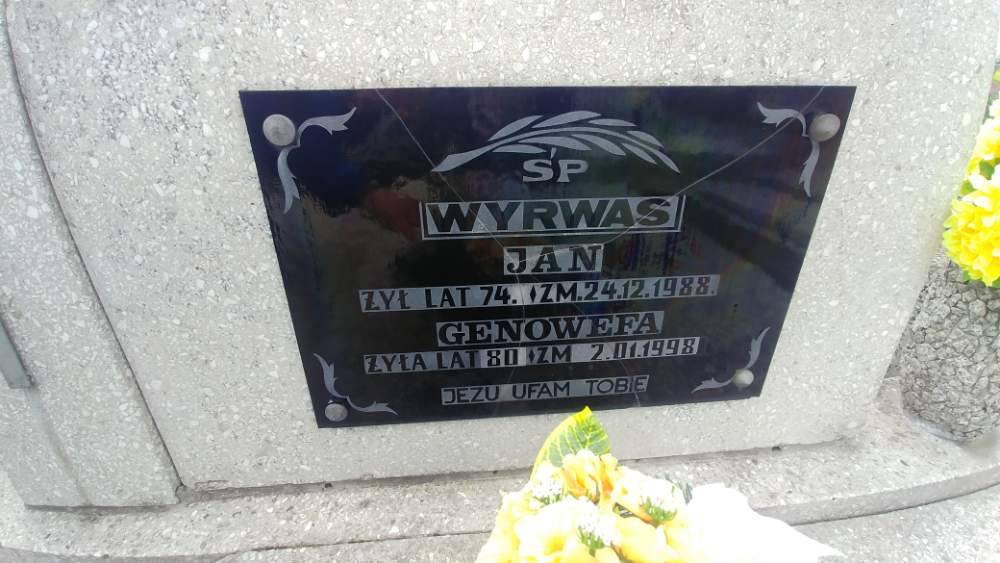 ŚP
WYRWAS
JAN
ŻYŁ LAT 74. ZM. 24.12.1988.
GENOWEFA
ŻYŁA LAT 80 ZM 2.01.1998
JEZU UFAM TOBIE